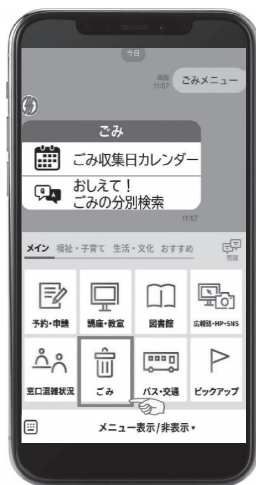 今日
既読
11:57
ごみメニュー
ごみ
ごみ収集日カレンダー
おしえて！
ごみの分別検索
11:57
メイン 福祉・子育て 生活・文化 おすすめ
予約・申請
講座・教室
図書館
広報誌・HP・SNS
窓口混雑状況
ごみ
バス・交通
ピックアップ
メニュー表示/非表示▾